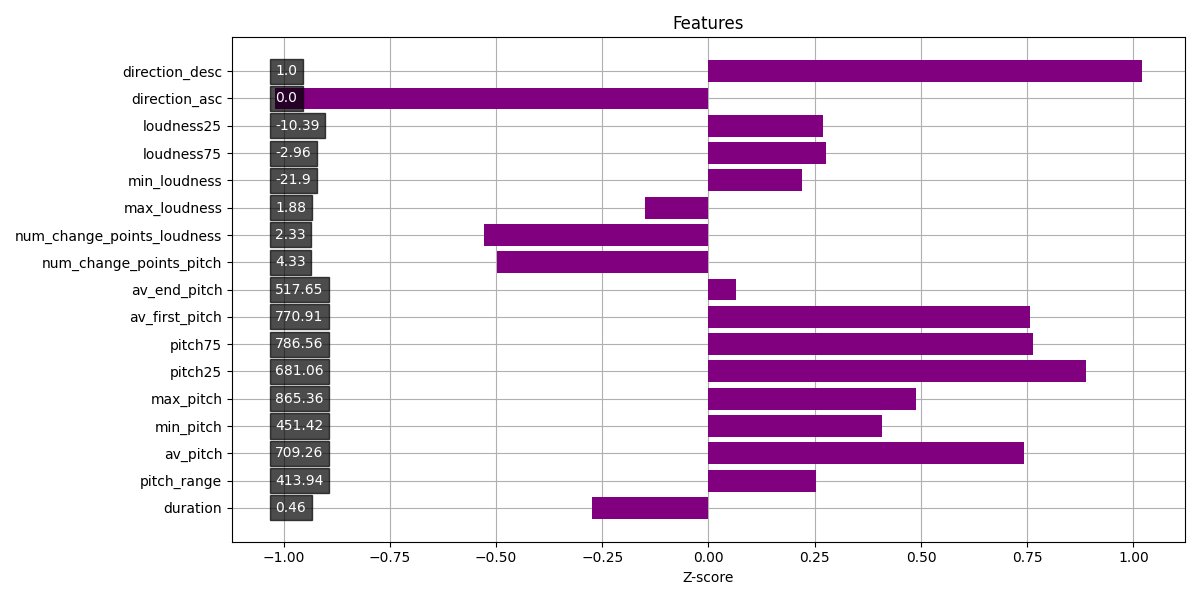 Features
direction_desc 1.0
direction_asc 0.0
loudness25 -10.39
loudness75 -2.96
min_loudness -21.9
max_loudness 1.88
num_change_points_loudness 2.33
num_change_points_pitch 4.33
av_end_pitch 517.65
av_first_pitch 770.91
pitch75 786.56
pitch25 681.06
max_pitch 865.36
min_pitch 451.42
av_pitch 709.26
pitch_range 413.94
duration 0.46
−1.00 −0.75 −0.50 −0.25 0.00 0.25 0.50 0.75 1.00
Z-score